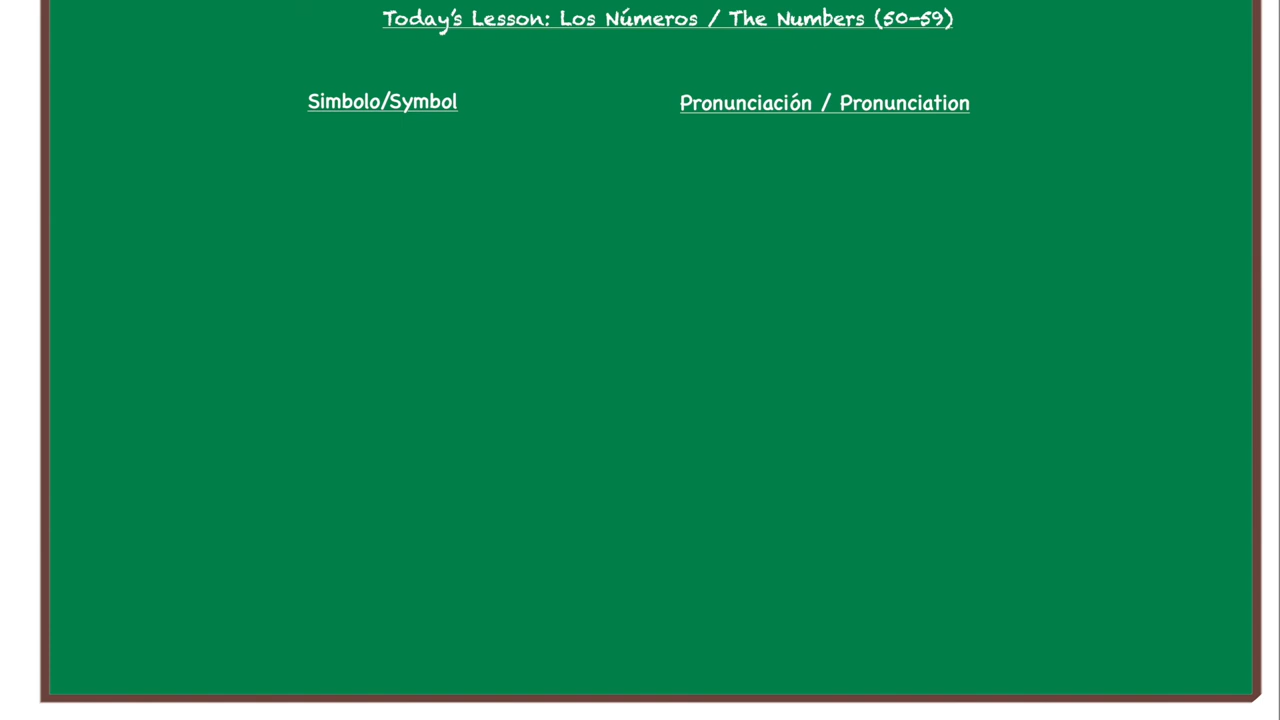 Today's Lesson: Los Números / The Numbers (50-59)
Simbolo/Symbol
Pronunciación / Pronunciation